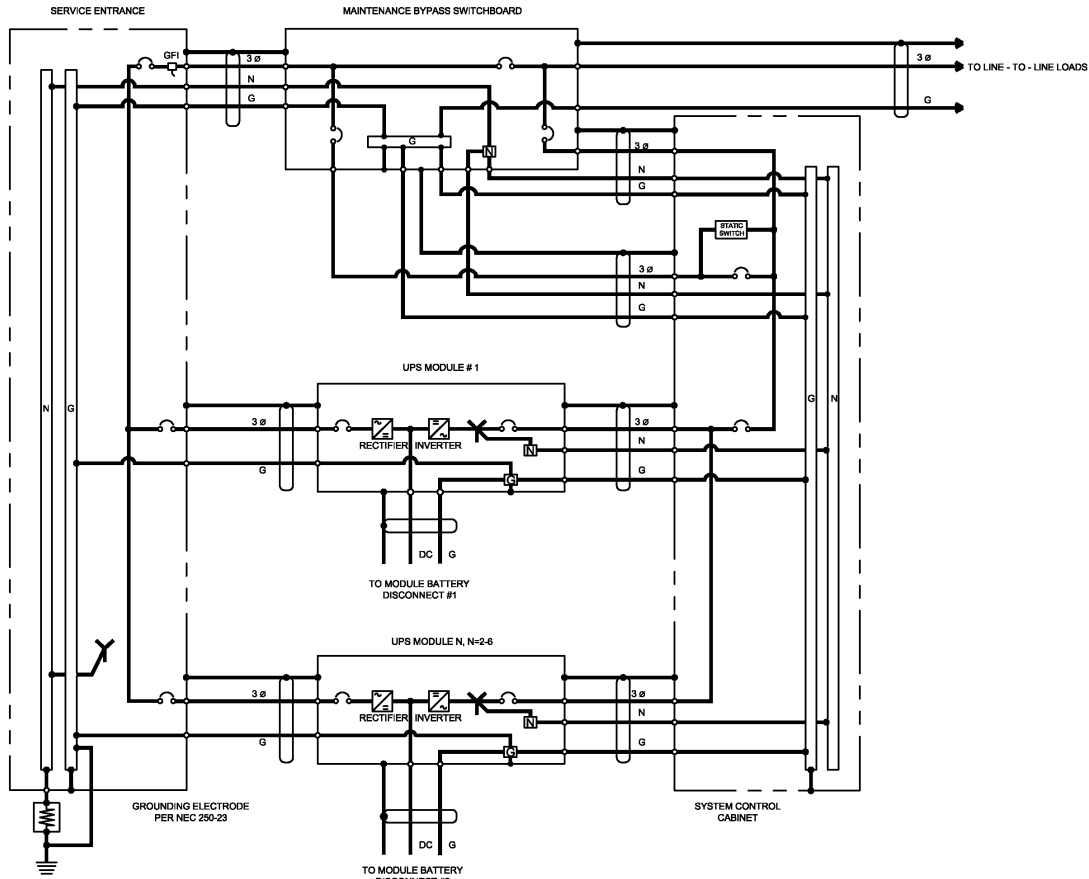 SERVICE ENTRANCE
MAINTENANCE BYPASS SWITCHBOARD
GFI
3 ø
N
G
3 ø
TO LINE - TO - LINE LOADS
G
G
N
3 ø
N
G
STATIC
SWITCH
3 ø
N
G
UPS MODULE # 1
N
G
G
N
3 ø
RECTIFIER
INVERTER
3 ø
N
N
G
G
G
DC
G
TO MODULE BATTERY
DISCONNECT #1
UPS MODULE N, N=2-6
3 ø
RECTIFIER
INVERTER
3 ø
N
N
G
G
G
GROUNDING ELECTRODE
PER NEC 250-23
SYSTEM CONTROL
CABINET
DC
G
TO MODULE BATTERY